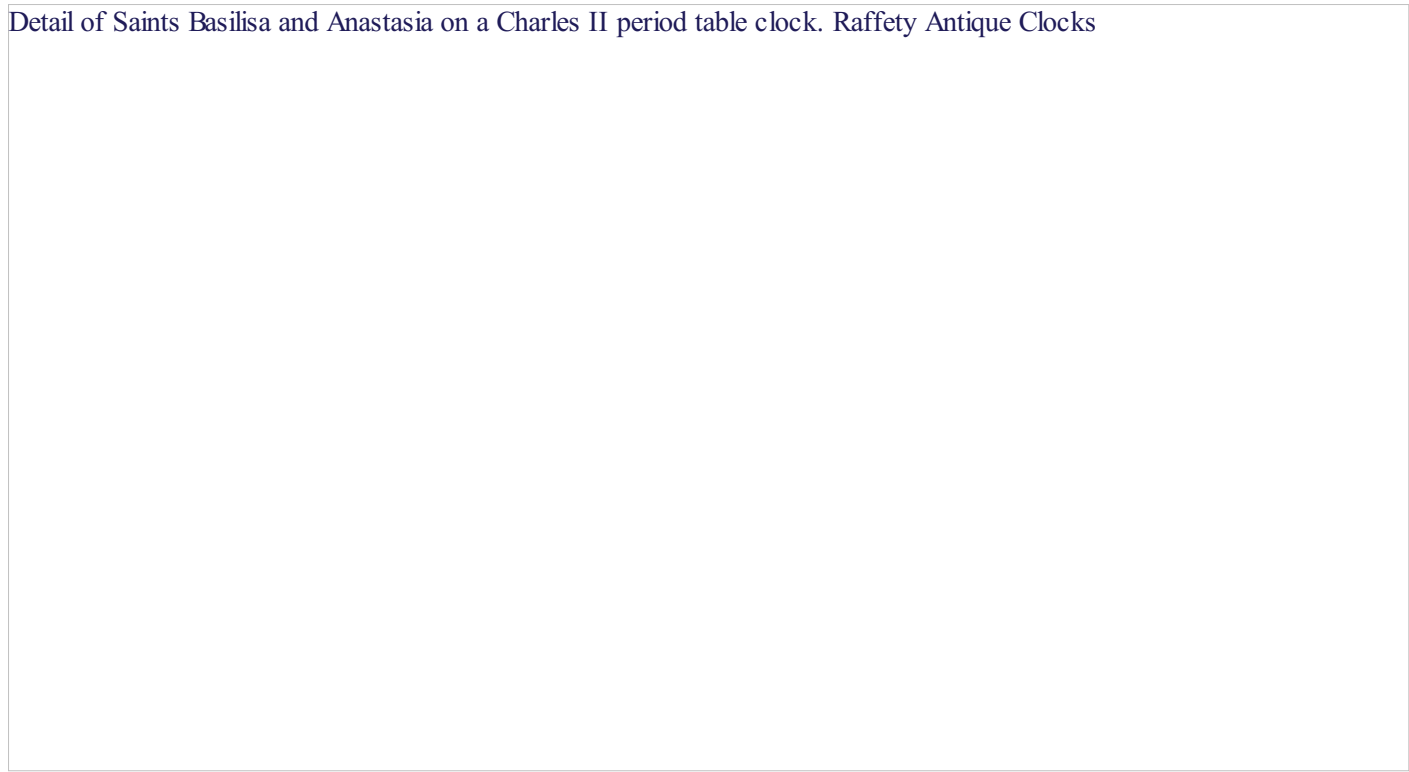 Detail of Saints Basilisa and Anastasia on a Charles II period table clock. Raffety Antique Clocks